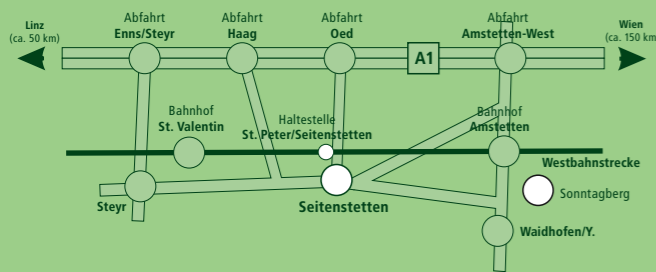 Linz
(ca. 50 km)
Abfahrt
Enns/Steyr
Abfahrt
Haag
Abfahrt
Oed
A1
Abfahrt
Amstetten-West
Wien
(ca. 150 km)
Bahnhof
St. Valentin
Haltestelle
St. Peter/Seitenstetten
Bahnhof
Amstetten
Westbahnstrecke
Steyr
Seitenstetten
Sonntagberg
Waidhofen/Y.